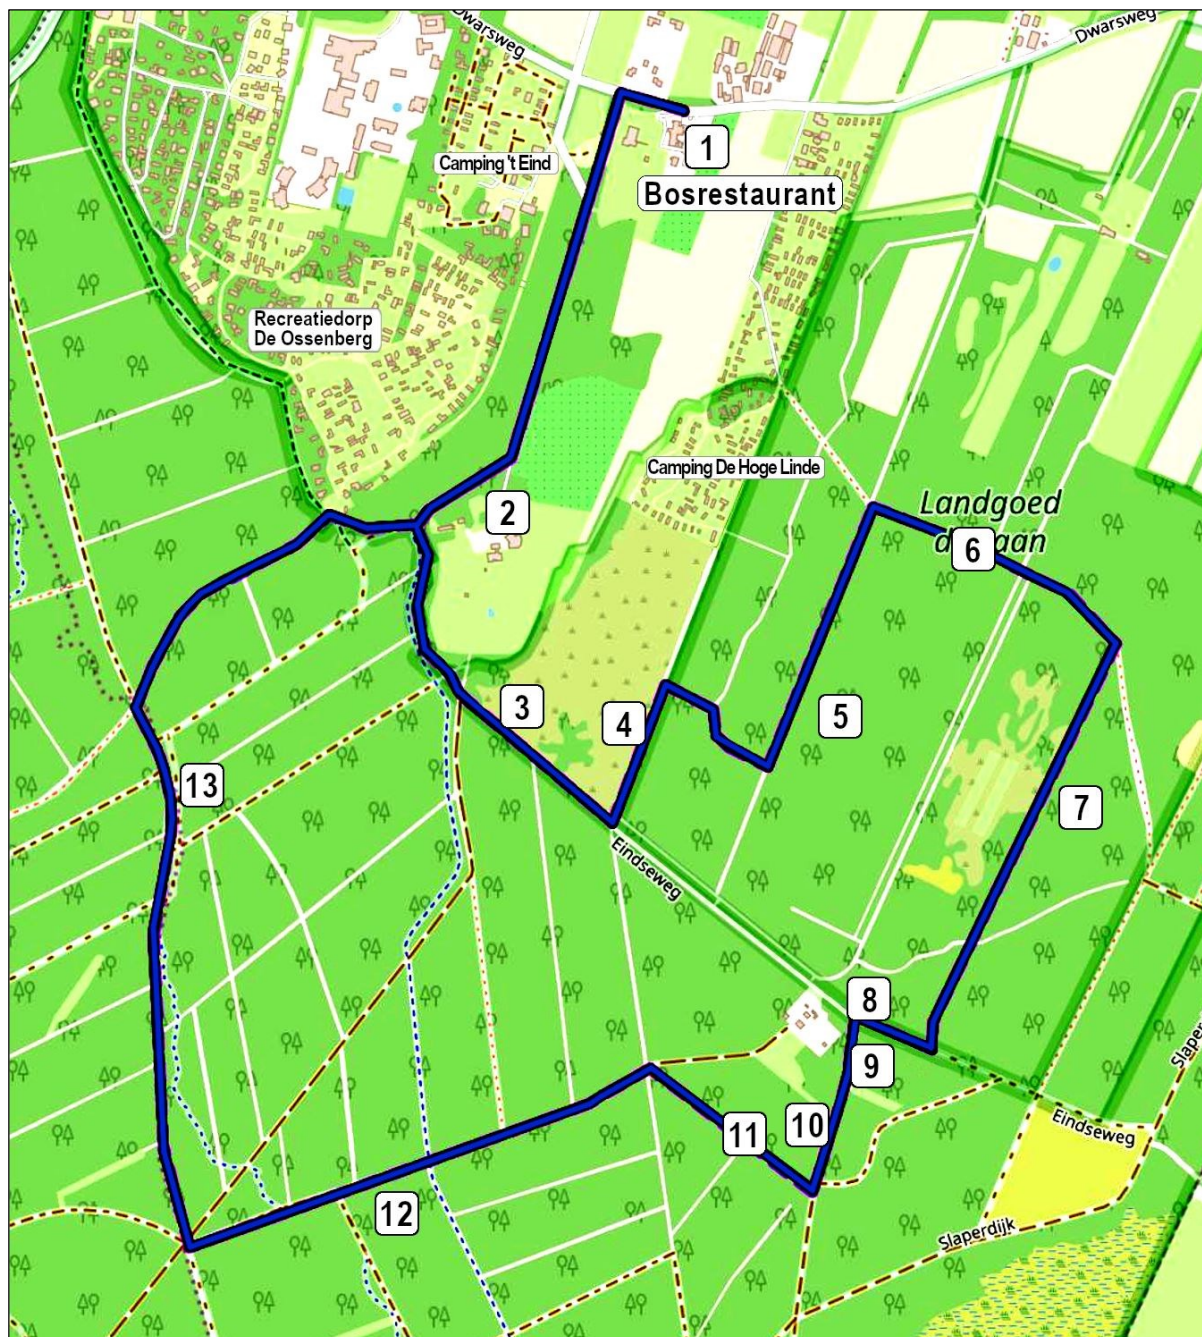 Dwarsweg
Dwarsweg
1
Camping 't Eind
Bosrestaurant
Recreatiedorp
De Ossenberg
Camping De Hoge Linde
2
Landgoed
6
3
4
5
13
7
Eindseweg
8
9
10
11
Eindseweg
12
Slaperdijk